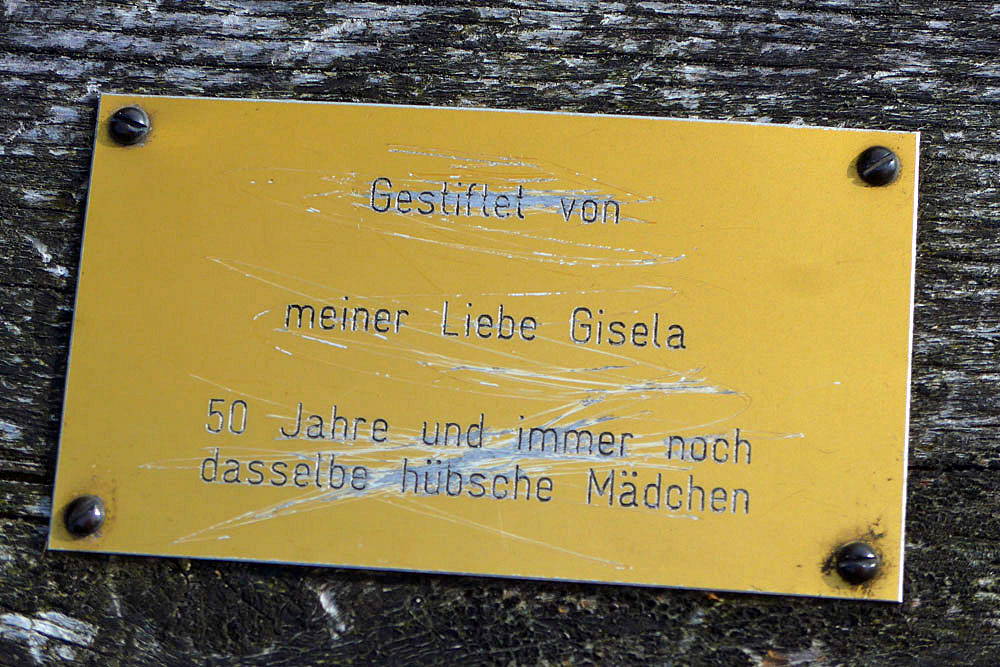 Gestiftet von
meiner Liebe Gisela
50 Jahre und immer noch
dasselbe hübsche Mädchen